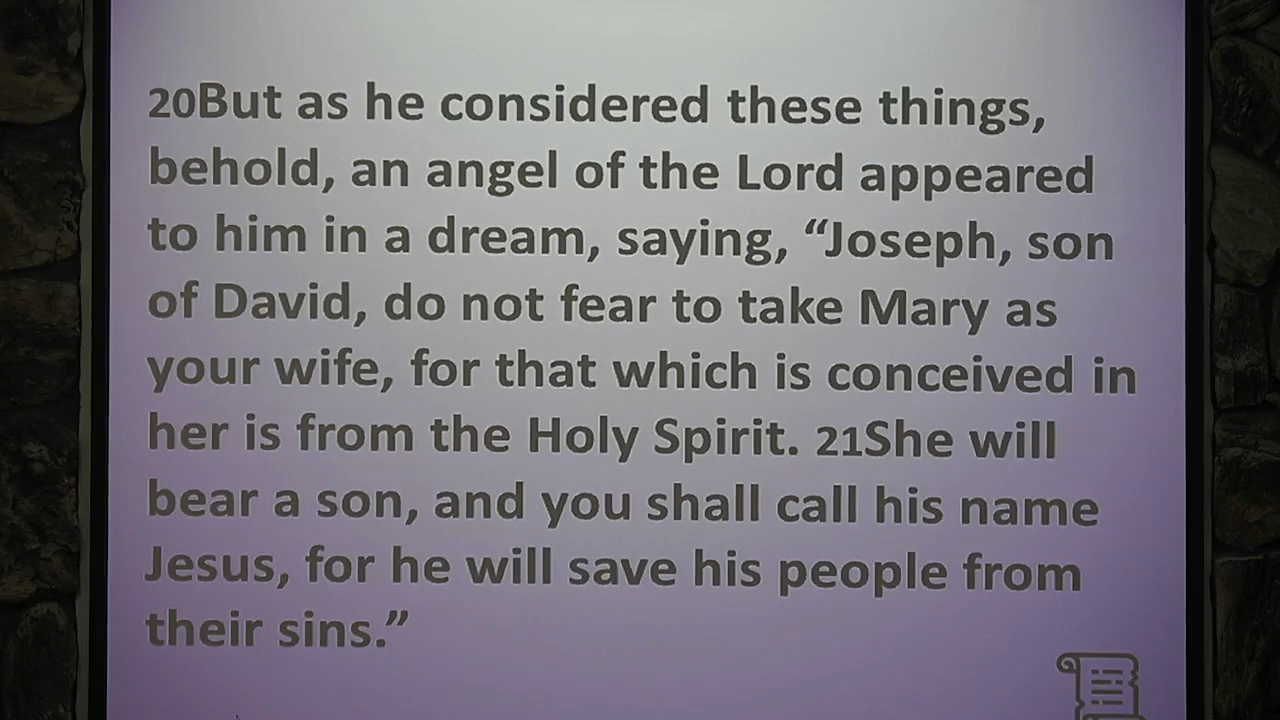 20But as he considered these things,
behold, an angel of the Lord appeared
to him in a dream, saying, “Joseph, son
of David, do not fear to take Mary as
your wife, for that which is conceived in
her is from the Holy Spirit. 21She will
bear a son, and you shall call his name
Jesus, for he will save his people from
their sins.”